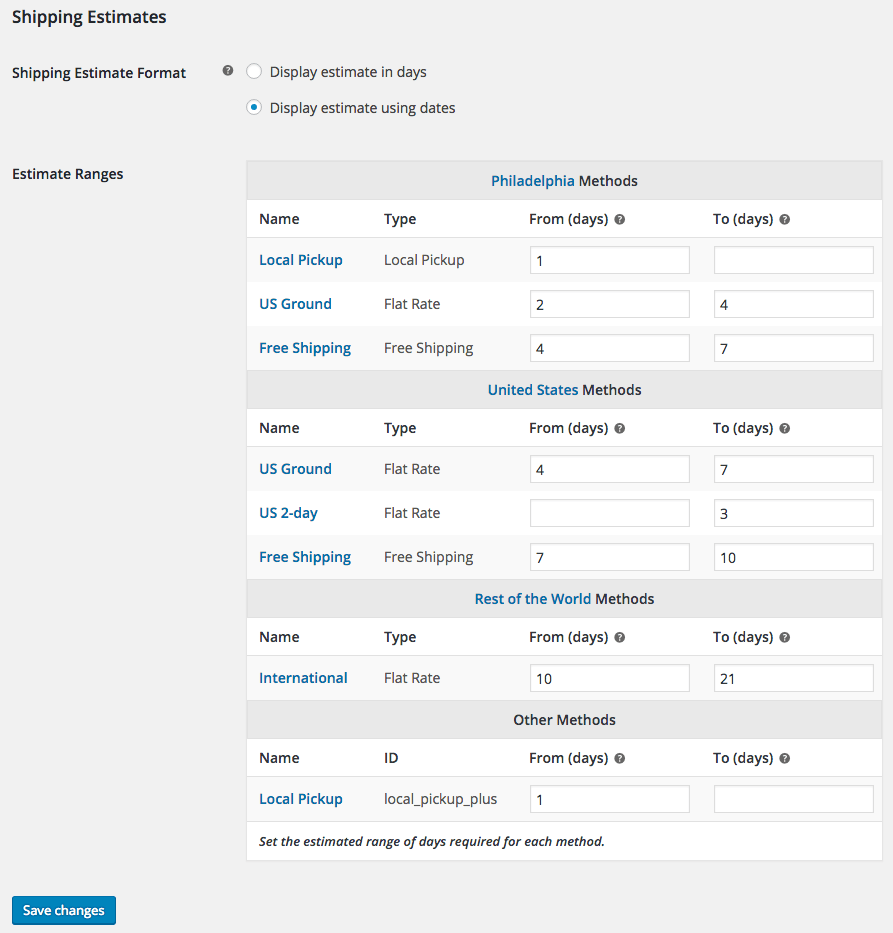 Shipping Estimates
Shipping Estimate Format ? Display estimate in days
Display estimate using dates
Estimate Ranges
Philadelphia Methods
Name Type From (days) ? To (days) ?
Local Pickup Local Pickup 1
US Ground Flat Rate 2 4
Free Shipping Free Shipping 4 7
United States Methods
Name Type From (days) ? To (days) ?
US Ground Flat Rate 4 7
US 2-day Flat Rate 3
Free Shipping Free Shipping 7 10
Rest of the World Methods
Name Type From (days) ? To (days) ?
International Flat Rate 10 21
Other Methods
Name ID From (days) ? To (days) ?
Local Pickup local_pickup_plus 1
Set the estimated range of days required for each method.
Save changes